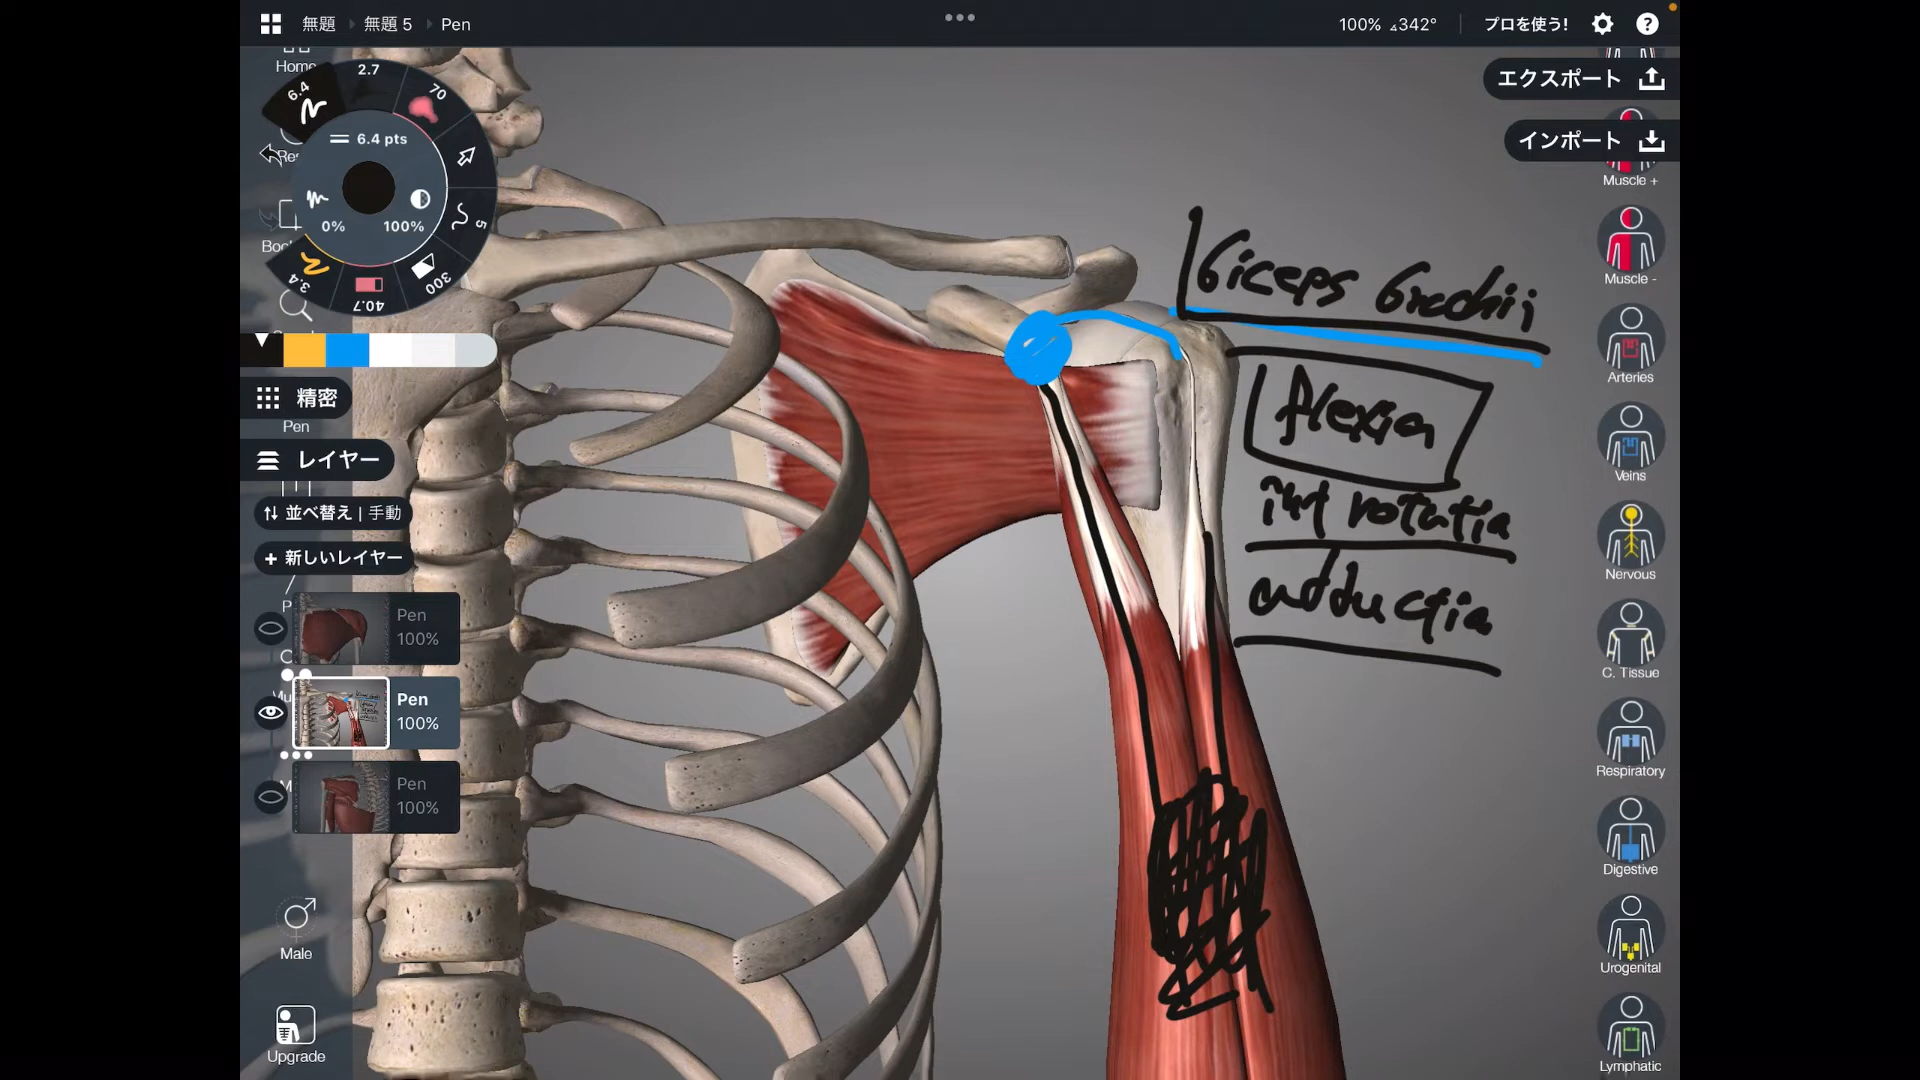 無題 無題 5 Pen
100% 342° プロを使う!
エクスポート
インポート
Home
2.7
6.4
70
6.4 pts
0% 100%
5
3.4
40.7
300
精密
Pen
レイヤー
並べ替え | 手動
+ 新しいレイヤー
Pen
100%
Pen
100%
Pen
100%
Male
Upgrade
biceps brachii
flexion
int rotatio
adductio
Muscle +
Muscle -
Arteries
Veins
Nervous
C. Tissue
Respiratory
Digestive
Urogenital
Lymphatic